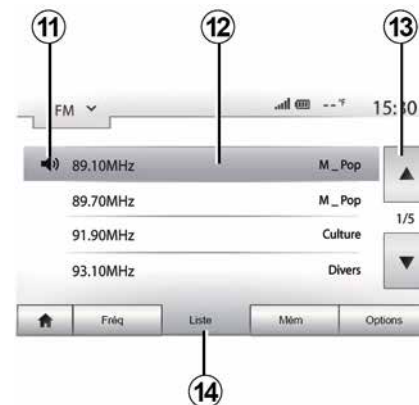 11 12 13
FM --°F 15:30
89.10MHz M_Pop
89.70MHz M_Pop
1/5
91.90MHz Culture
93.10MHz Divers
Fréq Liste Mém Options
14